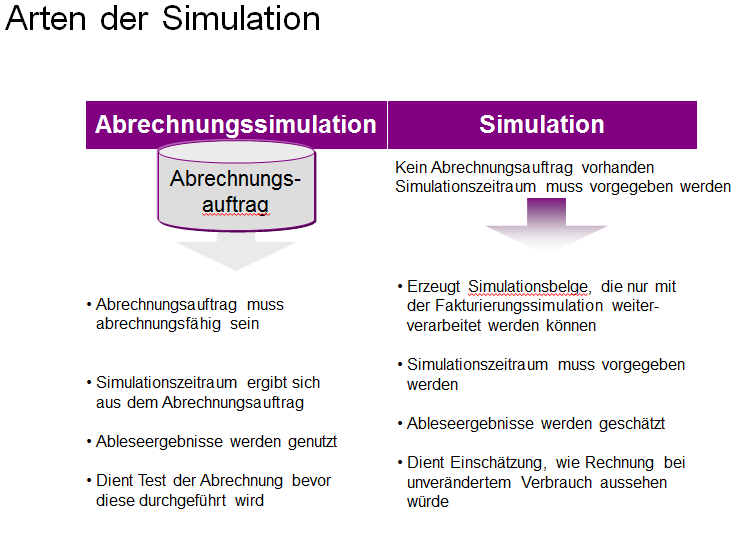 Arten der Simulation
Abrechnungssimulation
Abrechnungs-
auftrag
• Abrechnungsauftrag muss
abrechnungsfähig sein
• Simulationszeitraum ergibt sich
aus dem Abrechnungsauftrag
• Ableseergebnisse werden genutzt
• Dient Test der Abrechnung bevor
diese durchgeführt wird
Simulation
Kein Abrechnungsauftrag vorhanden
Simulationszeitraum muss vorgegeben werden
• Erzeugt Simulationsbelge, die nur mit
der Fakturierungssimulation weiter-
verarbeitet werden können
• Simulationszeitraum muss vorgegeben
werden
• Ableseergebnisse werden geschätzt
• Dient Einschätzung, wie Rechnung bei
unverändertem Verbrauch aussehen
würde